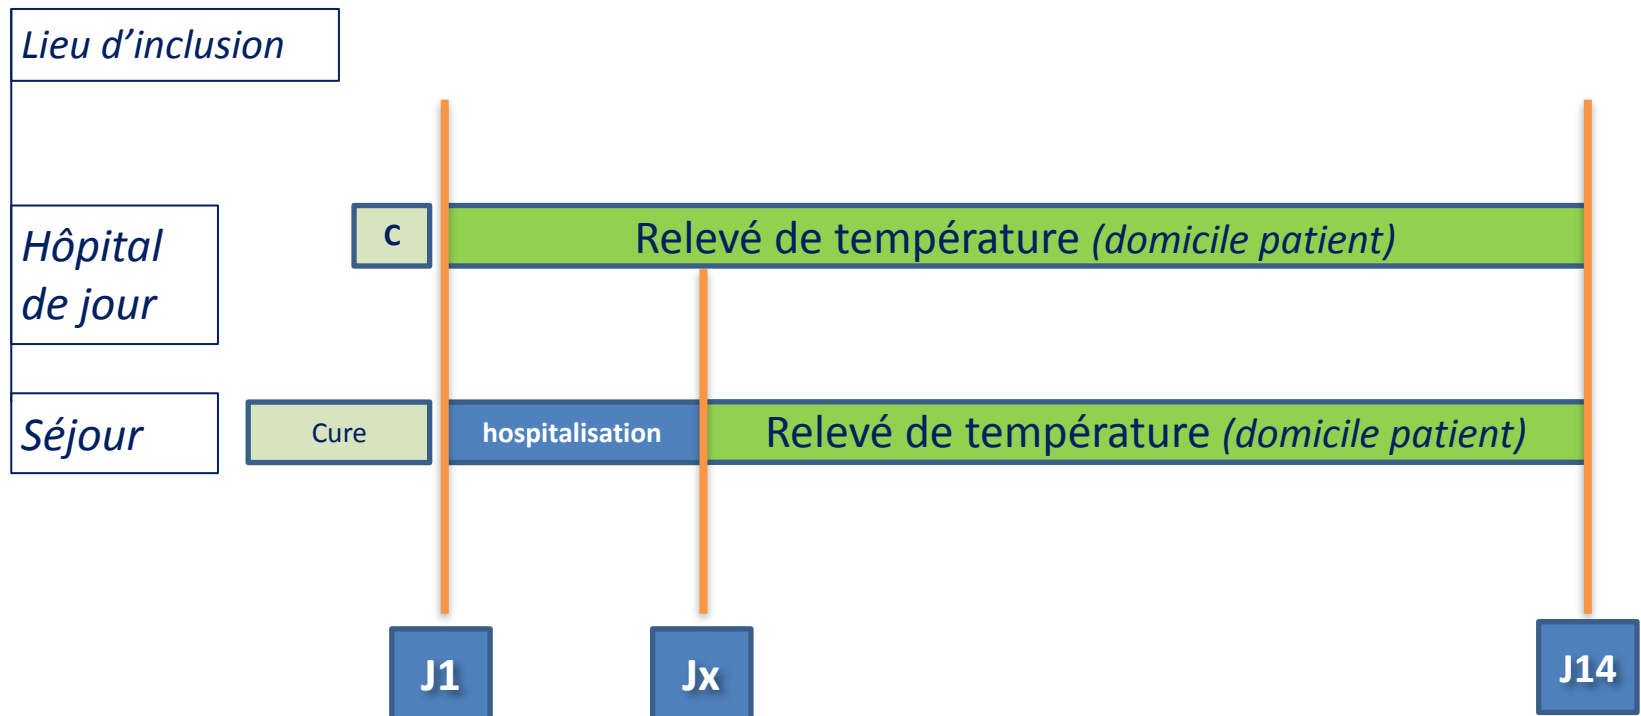 Lieu d’inclusion
Hôpital
de jour
C
Relevé de température (domicile patient)
Séjour
Cure
hospitalisation
Relevé de température (domicile patient)
J1
Jx
J14